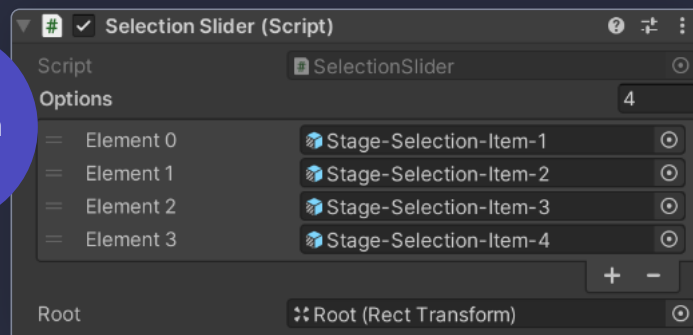 Selection Slider (Script)
Script SelectionSlider
Options 4
Element 0 Stage-Selection-Item-1
Element 1 Stage-Selection-Item-2
Element 2 Stage-Selection-Item-3
Element 3 Stage-Selection-Item-4
Root Root (Rect Transform)